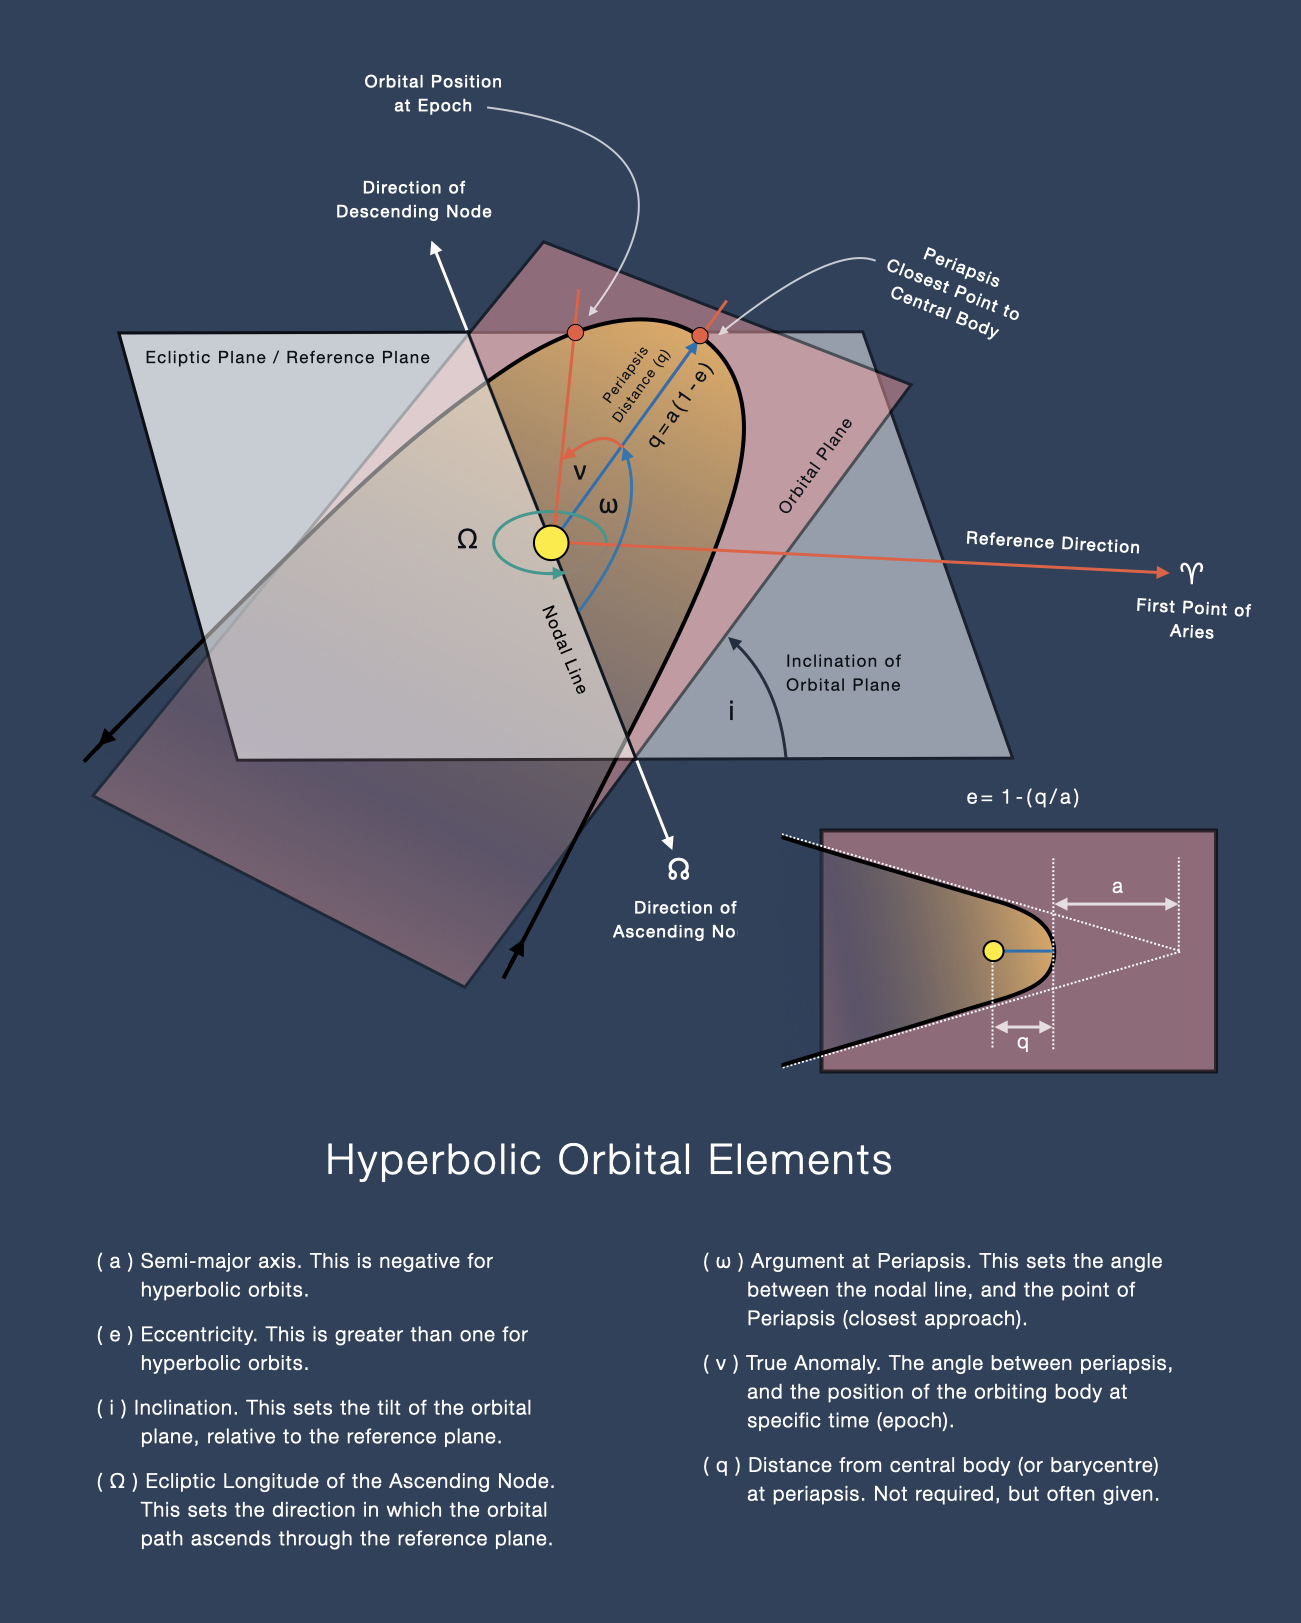 Orbital Position
at Epoch
Direction of
Descending Node
Periapsis
Closest Point to
Central Body
Ecliptic Plane / Reference Plane
Periapsis
Distance (q)
q=a(1-e)
Orbital Plane
ν
ω
Ω
Reference Direction
♈
First Point of
Aries
Nodal Line
Inclination of
Orbital Plane
i
☊
Direction of
Ascending No
e= 1-(q/a)
a
q
Hyperbolic Orbital Elements
( a ) Semi-major axis. This is negative for
hyperbolic orbits.
( e ) Eccentricity. This is greater than one for
hyperbolic orbits.
( i ) Inclination. This sets the tilt of the orbital
plane, relative to the reference plane.
( Ω ) Ecliptic Longitude of the Ascending Node.
This sets the direction in which the orbital
path ascends through the reference plane.
( ω ) Argument at Periapsis. This sets the angle
between the nodal line, and the point of
Periapsis (closest approach).
( ν ) True Anomaly. The angle between periapsis,
and the position of the orbiting body at
specific time (epoch).
( q ) Distance from central body (or barycentre)
at periapsis. Not required, but often given.